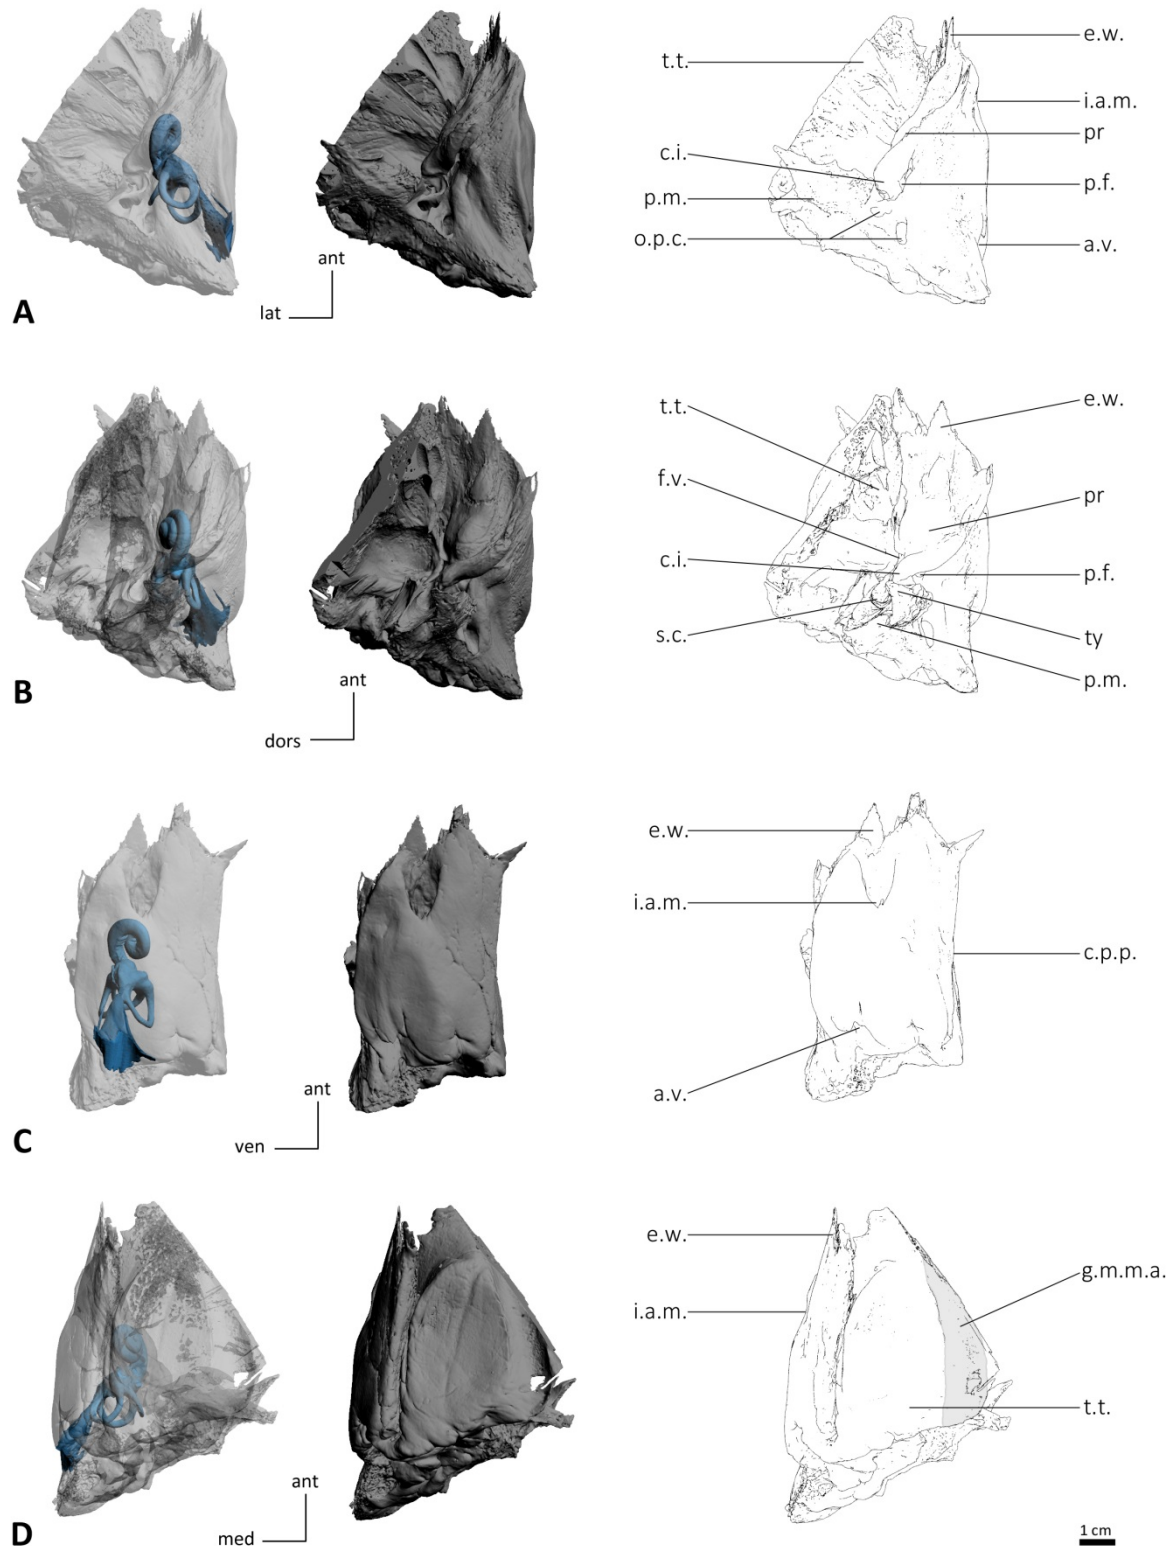 e.w.
t.t.
i.a.m.
pr
c.i.
p.f.
p.m.
o.p.c.
a.v.
ant
lat
A
t.t.
e.w.
f.v.
pr
c.i.
p.f.
s.c.
ty
p.m.
ant
dors
B
e.w.
i.a.m.
c.p.p.
a.v.
ant
ven
C
e.w.
g.m.m.a.
i.a.m.
t.t.
ant
med
D
1 cm